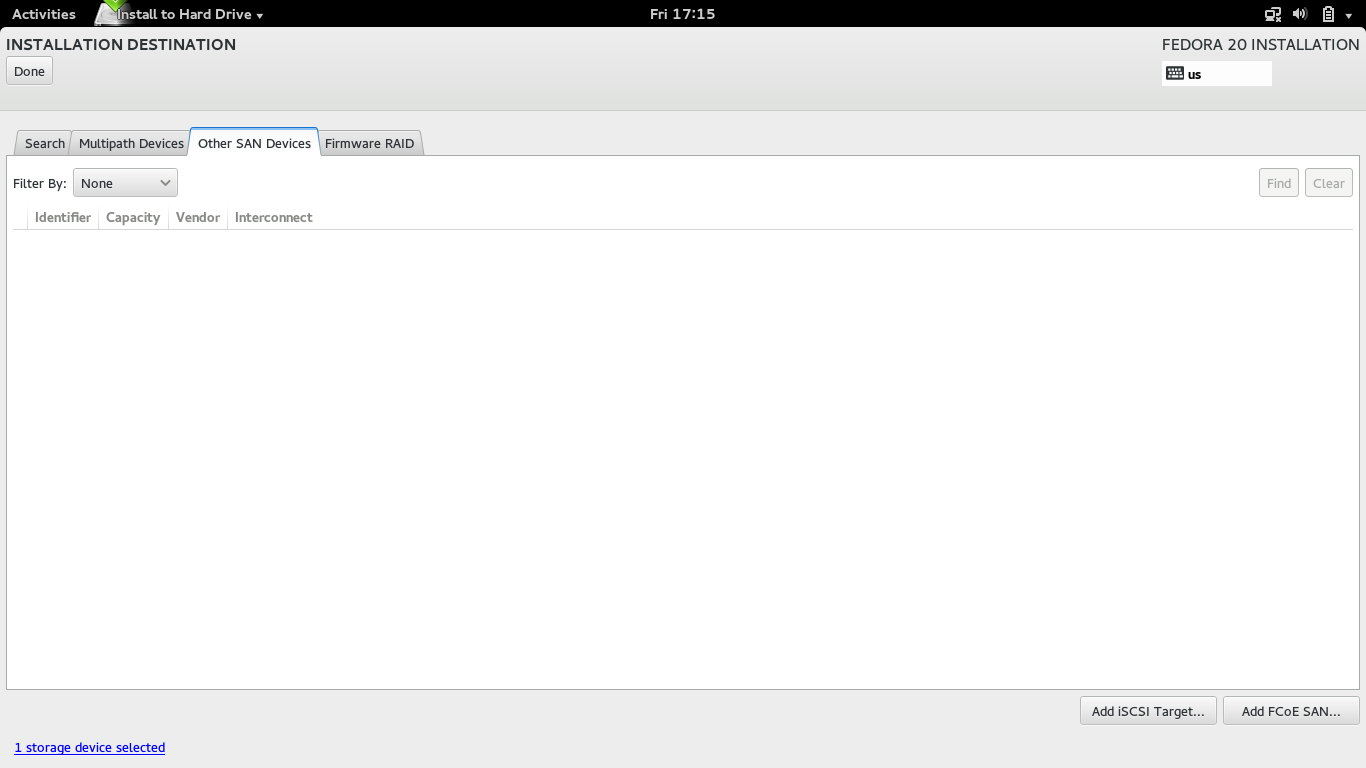 Activities Install to Hard Drive Fri 17:15
INSTALLATION DESTINATION FEDORA 20 INSTALLATION
Done us
Search Multipath Devices Other SAN Devices Firmware RAID
Filter By: None Find Clear
Identifier Capacity Vendor Interconnect
Add iSCSI Target... Add FCoE SAN...
1 storage device selected